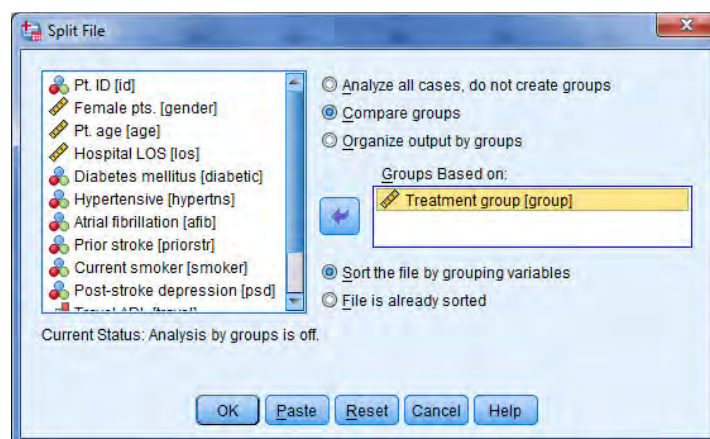 Split File
Pt. ID [id]
Female pts. [gender]
Pt. age [age]
Hospital LOS [los]
Diabetes mellitus [diabetic]
Hypertensive [hypertns]
Atrial fibrillation [afib]
Prior stroke [priorstr]
Current smoker [smoker]
Post-stroke depression [psd]
Analyze all cases, do not create groups
Compare groups
Organize output by groups
Groups Based on:
Treatment group [group]
Sort the file by grouping variables
File is already sorted
Current Status: Analysis by groups is off.
OK Paste Reset Cancel Help